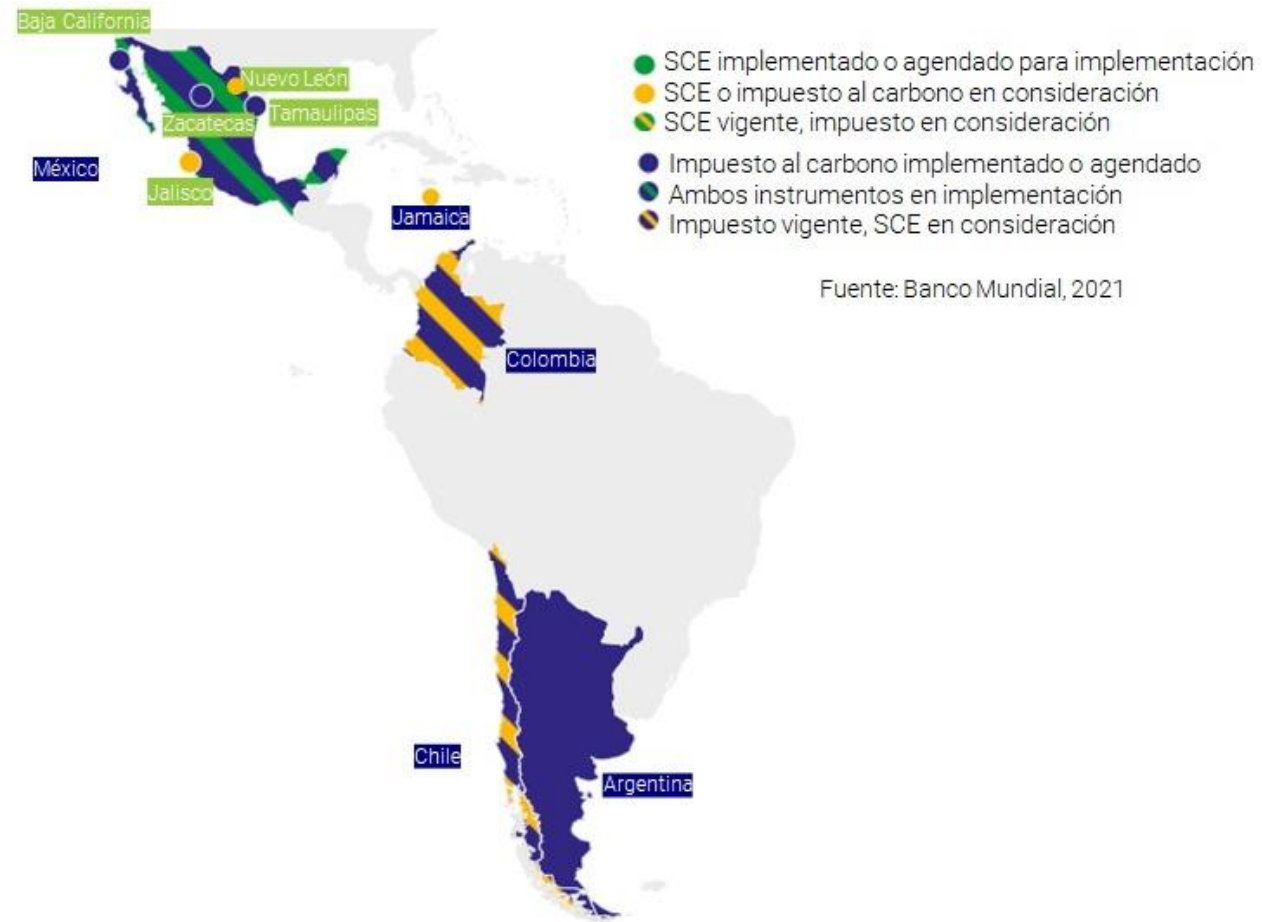 Baja California
Nuevo León
Tamaulipas
Zacatecas
México
Jalisco
Jamaica
Colombia
Chile
Argentina
SCE implementado o agendado para implementación
SCE o impuesto al carbono en consideración
SCE vigente, impuesto en consideración
Impuesto al carbono implementado o agendado
Ambos instrumentos en implementación
Impuesto vigente, SCE en consideración
Fuente: Banco Mundial, 2021